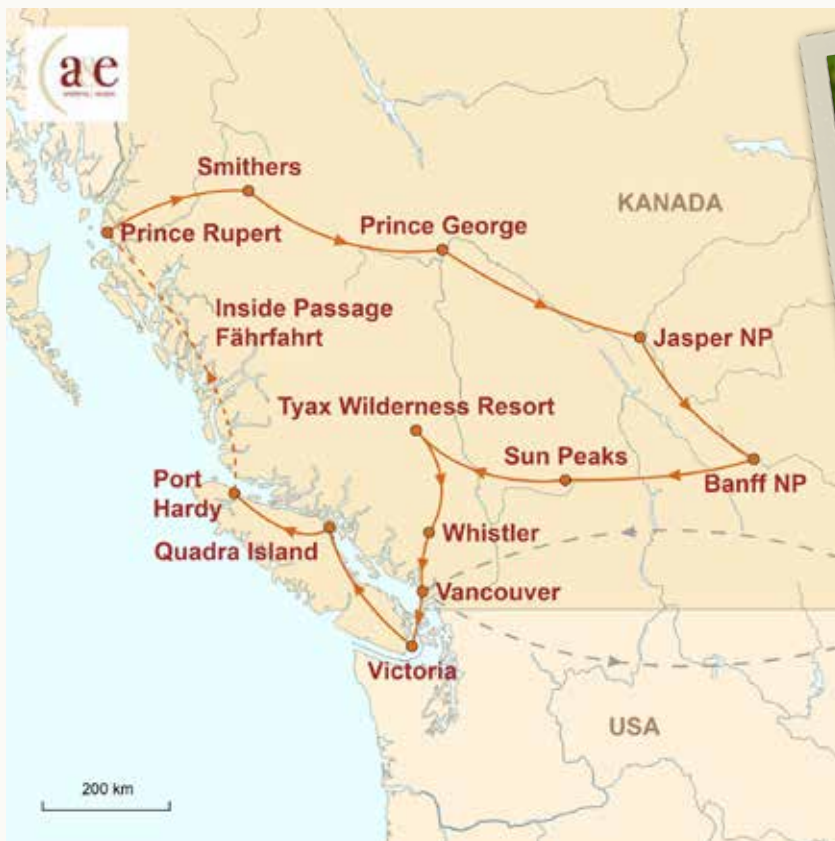 a&e
Smithers
Prince Rupert
Prince George
KANADA
Inside Passage
Fährfahrt
Jasper NP
Tyax Wilderness Resort
Sun Peaks
Banff NP
Port
Hardy
Quadra Island
Whistler
Vancouver
Victoria
USA
200 km